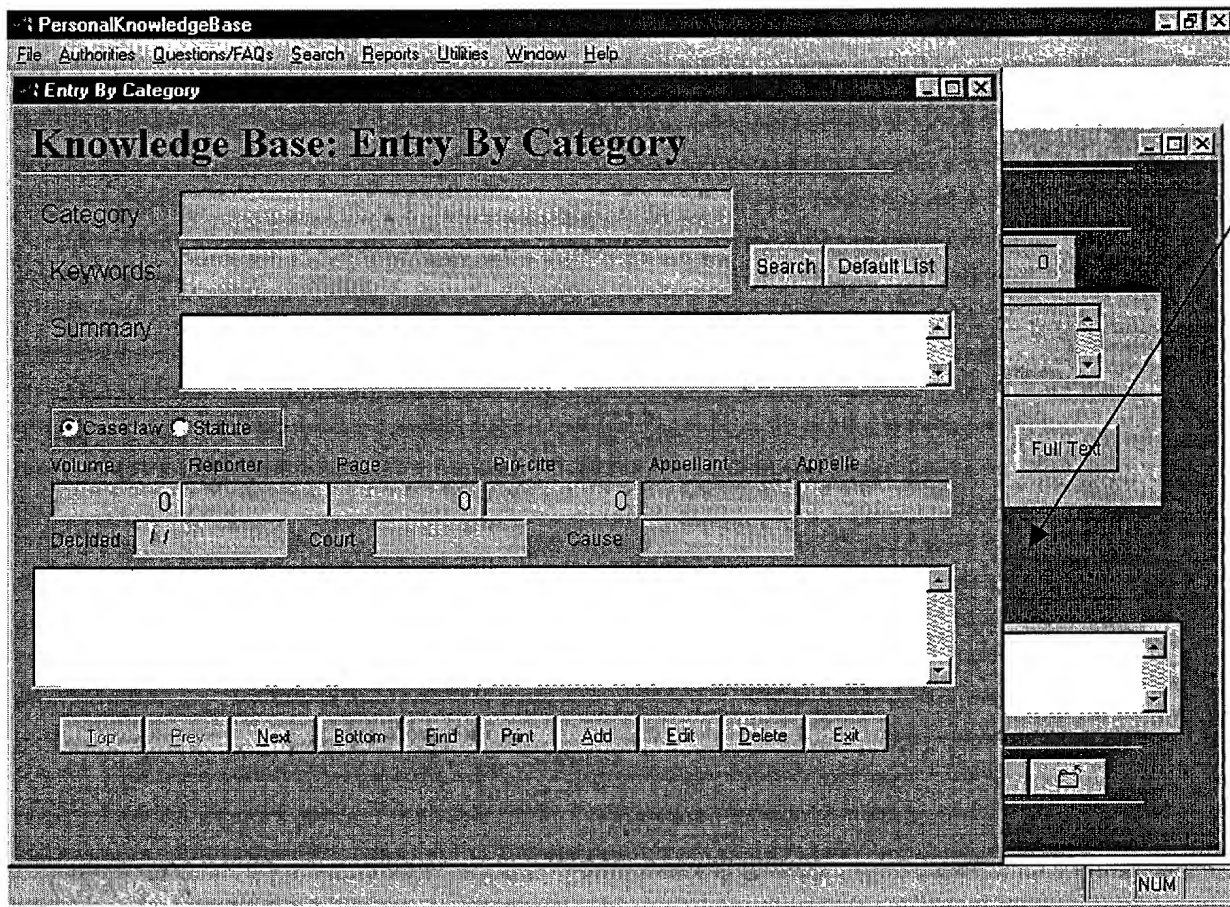 PersonalKnowledgeBase
File Authorities Questions/FAQs Search Reports Utilities Window Help
Entry By Category
Knowledge Base: Entry By Category
Category
Keywords: Search Default List
0
Summary
Case law Statute
Full Text
Volume Reporter Page Pin-cite Appellant Appelle
0 0 0
Decided / / Court Cause
Top Prev Next Bottom Find Print Add Edit Delete Exit
NUM